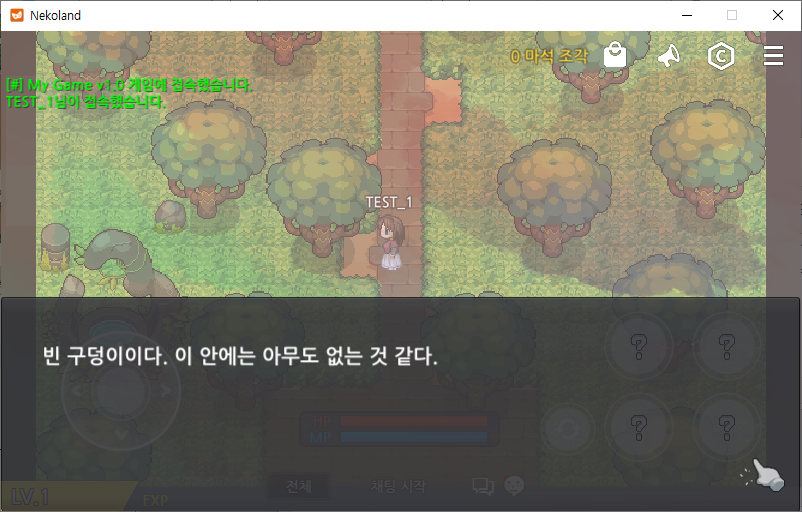 Nekoland
0 마석 조각
[#] My Game v1.0 게임에 접속했습니다.
TEST_1님이 접속했습니다.
TEST_1
빈 구덩이이다. 이 안에는 아무도 없는 것 같다.
? ?
HP
MP
? ?
전체 채팅 시작
LV.1 EXP